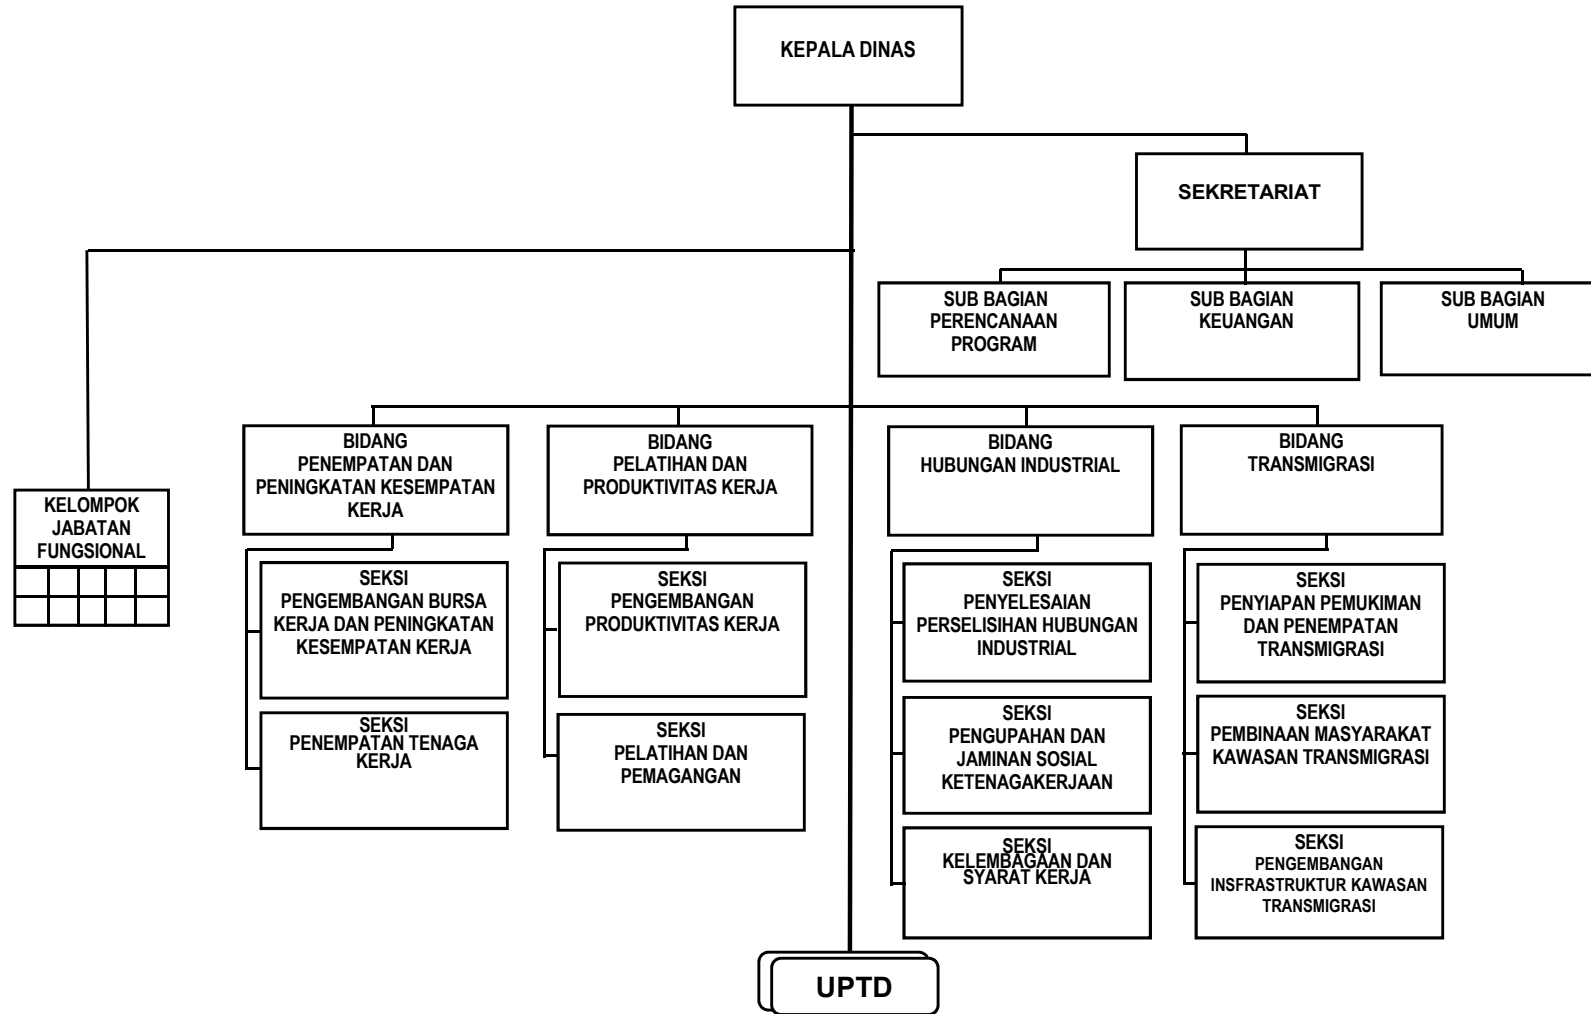 KEPALA DINAS
SEKRETARIAT
SUB BAGIAN
PERENCANAAN
PROGRAM
SUB BAGIAN
KEUANGAN
SUB BAGIAN
UMUM
BIDANG
PENEMPATAN DAN
PENINGKATAN KESEMPATAN
KERJA
BIDANG
PELATIHAN DAN
PRODUKTIVITAS KERJA
BIDANG
HUBUNGAN INDUSTRIAL
BIDANG
TRANSMIGRASI
KELOMPOK
JABATAN
FUNGSIONAL
SEKSI
PENGEMBANGAN BURSA
KERJA DAN PENINGKATAN
KESEMPATAN KERJA
SEKSI
PENGEMBANGAN
PRODUKTIVITAS KERJA
SEKSI
PENYELESAIAN
PERSELISIHAN HUBUNGAN
INDUSTRIAL
SEKSI
PENYIAPAN PEMUKIMAN
DAN PENEMPATAN
TRANSMIGRASI
SEKSI
PENEMPATAN TENAGA
KERJA
SEKSI
PELATIHAN DAN
PEMAGANGAN
SEKSI
PENGUPAHAN DAN
JAMINAN SOSIAL
KETENAGAKERJAAN
SEKSI
PEMBINAAN MASYARAKAT
KAWASAN TRANSMIGRASI
SEKSI
KELEMBAGAAN DAN
SYARAT KERJA
SEKSI
PENGEMBANGAN
INSFRASTRUKTUR KAWASAN
TRANSMIGRASI
UPTD